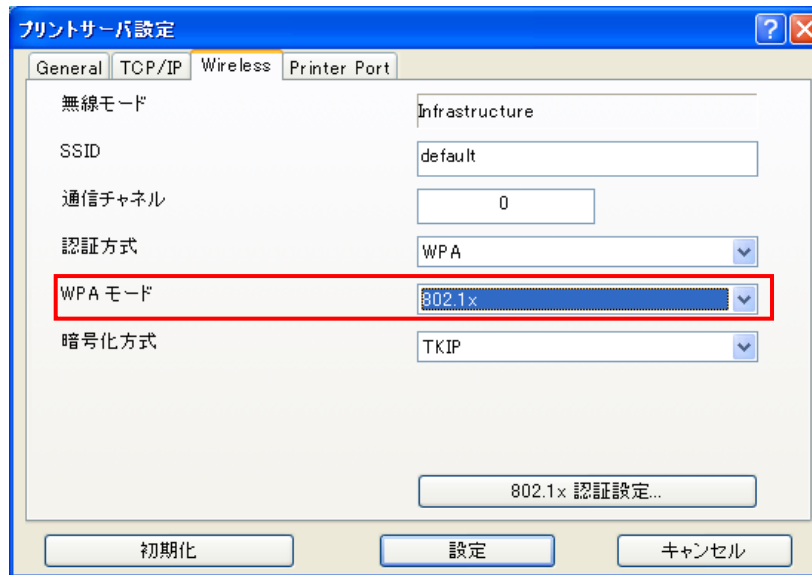 プリントサーバ設定
General TCP/IP Wireless Printer Port
無線モード Infrastructure
SSID default
通信チャネル 0
認証方式 WPA
WPA モード 802.1x
暗号化方式 TKIP
802.1x 認証設定...
初期化 設定 キャンセル